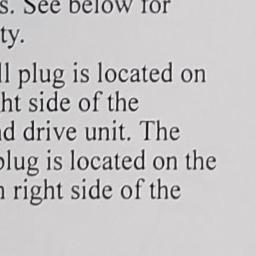 s. See below for
ty.
ll plug is located on
ht side of the
d drive unit. The
plug is located on the
right side of the